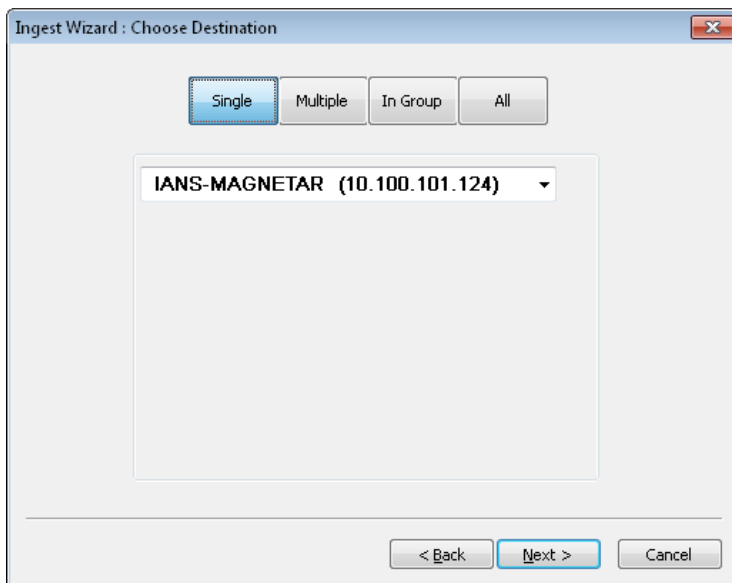 Ingest Wizard : Choose Destination
Single Multiple In Group All
IANS-MAGNETAR (10.100.101.124)
< Back Next > Cancel